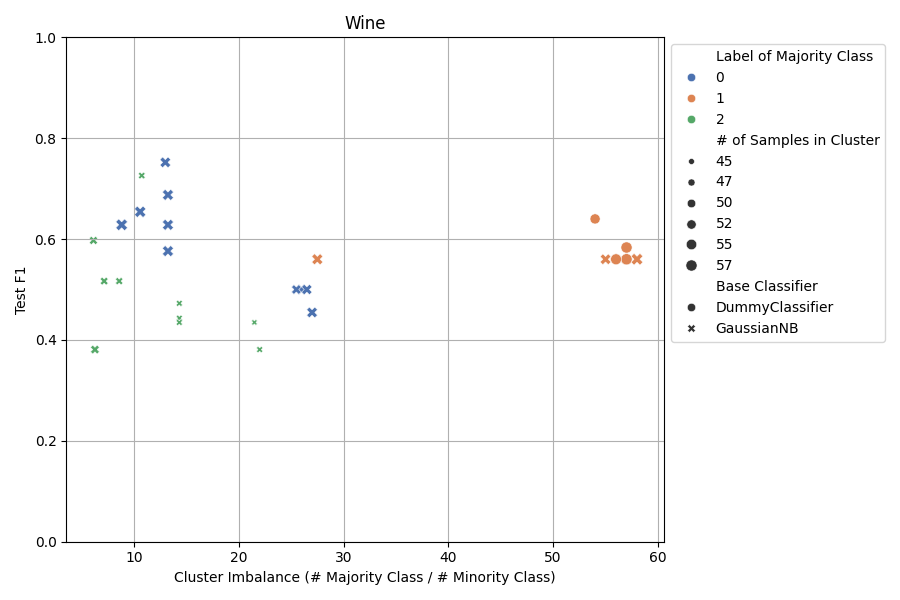 Wine
1.0
0.8
0.6
0.4
0.2
0.0
Test F1
10
20
30
40
50
60
Cluster Imbalance (# Majority Class / # Minority Class)
Label of Majority Class
0
1
2
# of Samples in Cluster
45
47
50
52
55
57
Base Classifier
DummyClassifier
GaussianNB